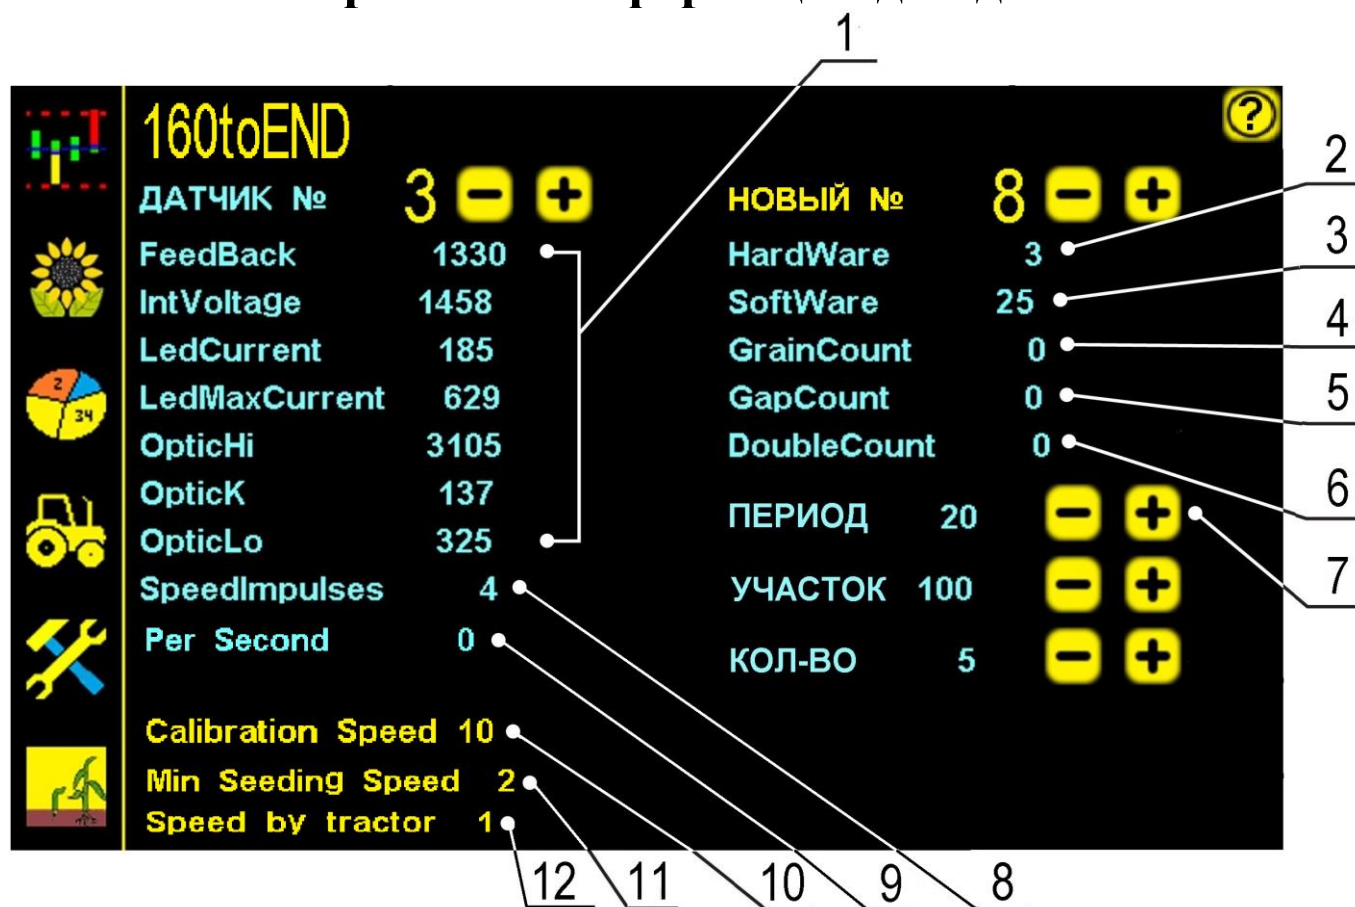 1
160toEND
?
ДАТЧИК № 3 − +
НОВЫЙ № 8 − +
2
FeedBack 1330
HardWare 3
3
IntVoltage 1458
SoftWare 25
4
LedCurrent 185
GrainCount 0
5
LedMaxCurrent 629
GapCount 0
OpticHi 3105
DoubleCount 0
6
OpticK 137
ПЕРИОД 20 − +
7
OpticLo 325
SpeedImpulses 4
УЧАСТОК 100 − +
Per Second 0
КОЛ-ВО 5 − +
2
34
Calibration Speed 10
Min Seeding Speed 2
Speed by tractor 1
12 11 10 9 8